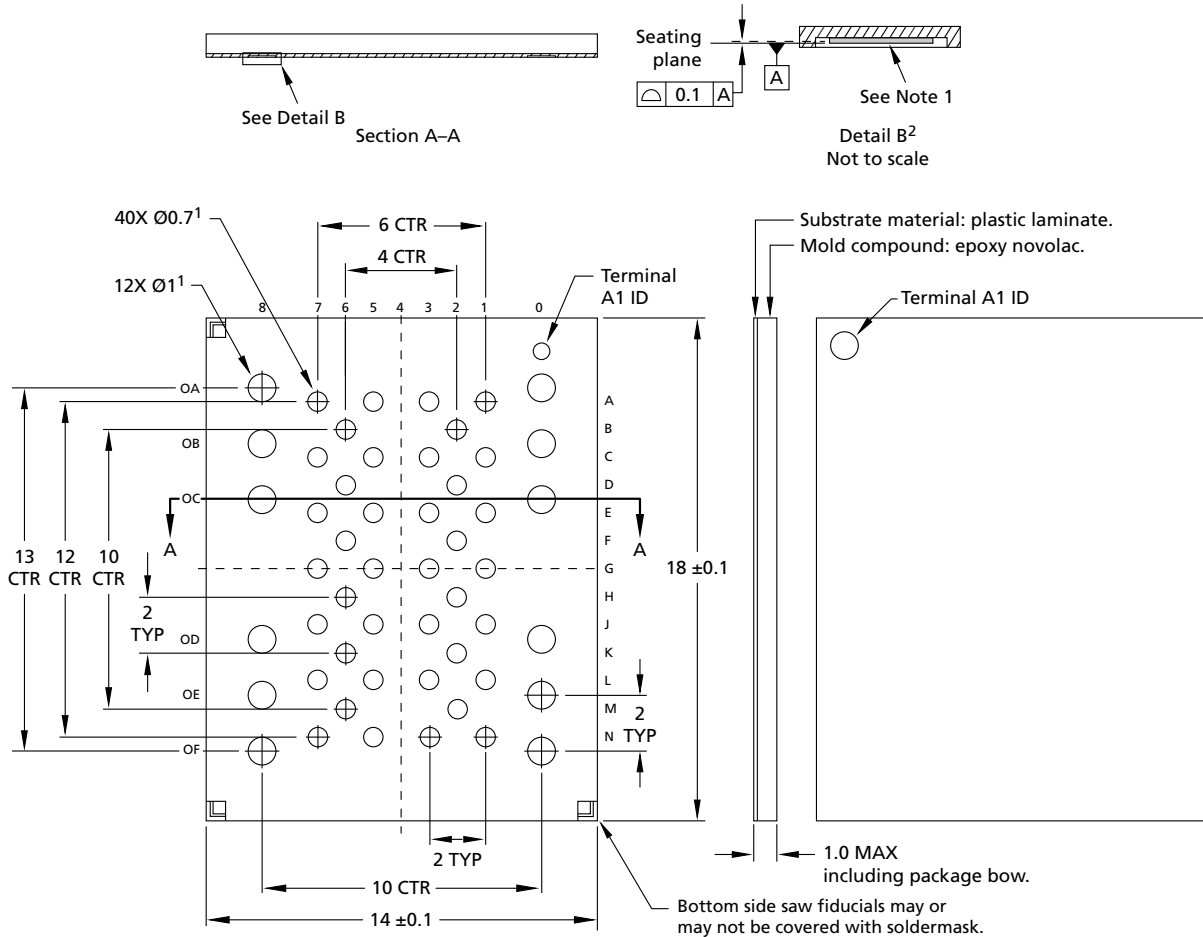 Seating
plane
0.1 A
A
See Note 1
See Detail B
Section A–A
Detail B2
Not to scale
40X Ø0.71
12X Ø11
6 CTR
4 CTR
Terminal
A1 ID
Substrate material: plastic laminate.
Mold compound: epoxy novolac.
Terminal A1 ID
8 7 6 5 4 3 2 1 0
OA
A
B
OB
C
D
OC
E
A
F
A
G
13
CTR
12
CTR
10
CTR
18 ±0.1
H
2
TYP
J
OD
K
L
OE
M
2
TYP
N
OF
2 TYP
10 CTR
14 ±0.1
1.0 MAX
including package bow.
Bottom side saw fiducials may or
may not be covered with soldermask.